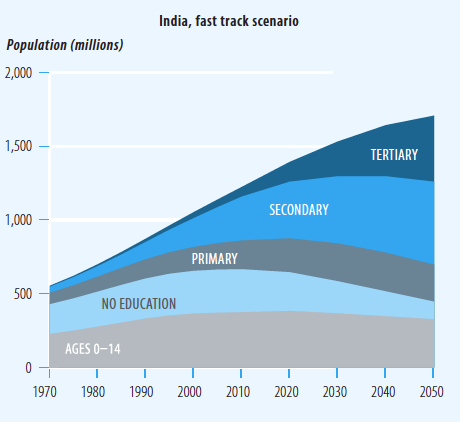 India, fast track scenario
Population (millions)
2,000
1,500
1,000
500
0
TERTIARY
SECONDARY
PRIMARY
NO EDUCATION
AGES 0–14
1970 1980 1990 2000 2010 2020 2030 2040 2050